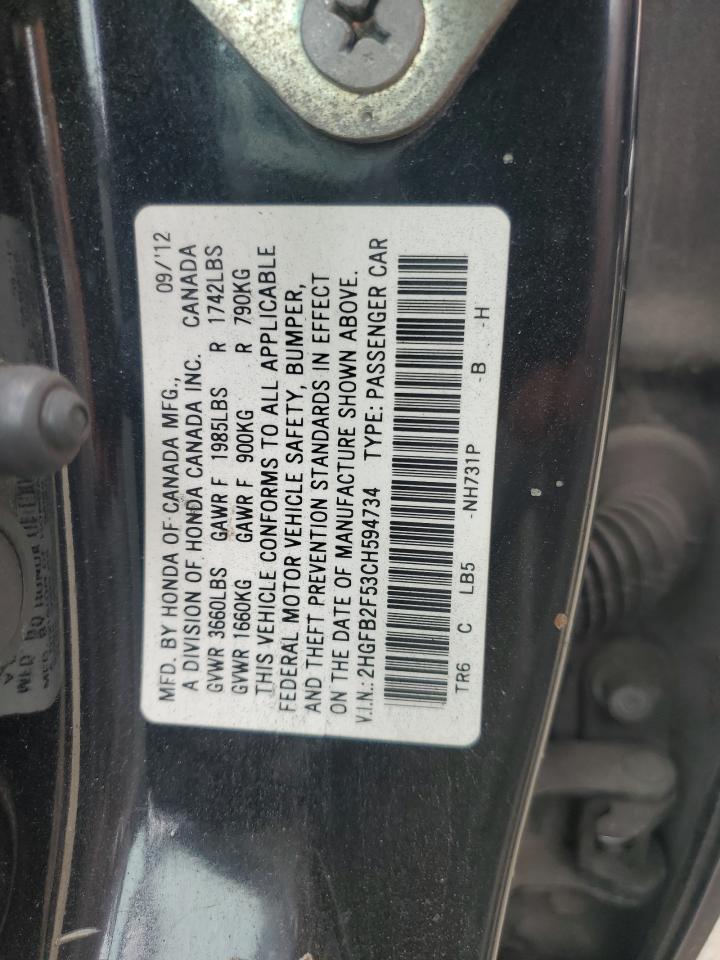 MFD. BY HONDA OF CANADA MFG., 09/'12
A DIVISION OF HONDA CANADA INC. CANADA
GVWR 3660LBS GAWR F 1985LBS R 1742LBS
GVWR 1660KG GAWR F 900KG R 790KG
THIS VEHICLE CONFORMS TO ALL APPLICABLE
FEDERAL MOTOR VEHICLE SAFETY, BUMPER,
AND THEFT PREVENTION STANDARDS IN EFFECT
ON THE DATE OF MANUFACTURE SHOWN ABOVE.
V.I.N.: 2HGFB2F53CH594734 TYPE: PASSENGER CAR
TR6 C LB5 -NH731P -B -H